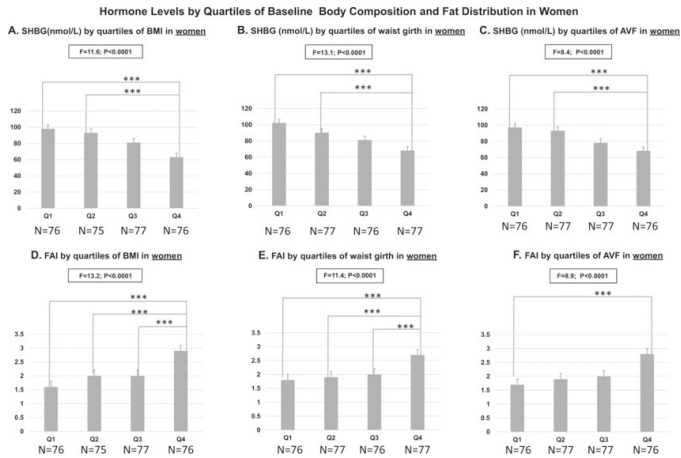 Hormone Levels by Quartiles of Baseline Body Composition and Fat Distribution in Women
A. SHBG(nmol/L) by quartiles of BMI in women
F=11.6; P<0.0001
***
***
120
100
80
60
40
20
0
Q1 Q2 Q3 Q4
N=76 N=75 N=77 N=76
B. SHBG (nmol/L) by quartiles of waist girth in women
F=13.1; P<0.0001
***
***
120
100
80
60
40
20
0
Q1 Q2 Q3 Q4
N=76 N=77 N=76 N=77
C. SHBG (nmol/L) by quartiles of AVF in women
F=8.4; P<0.0001
***
***
120
100
80
60
40
20
0
Q1 Q2 Q3 Q4
N=76 N=77 N=77 N=76
D. FAI by quartiles of BMI in women
F=13.2; P<0.0001
***
***
***
3.5
3
2.5
2
1.5
1
0.5
0
Q1 Q2 Q3 Q4
N=76 N=75 N=77 N=76
E. FAI by quartiles of waist girth in women
F=11.4; P<0.0001
***
***
***
3.5
3
2.5
2
1.5
1
0.5
0
Q1 Q2 Q3 Q4
N=76 N=77 N=76 N=77
F. FAI by quartiles of AVF in women
F=8.9; P<0.0001
***
3.5
3
2.5
2
1.5
1
0.5
0
Q1 Q2 Q3 Q4
N=76 N=77 N=77 N=76